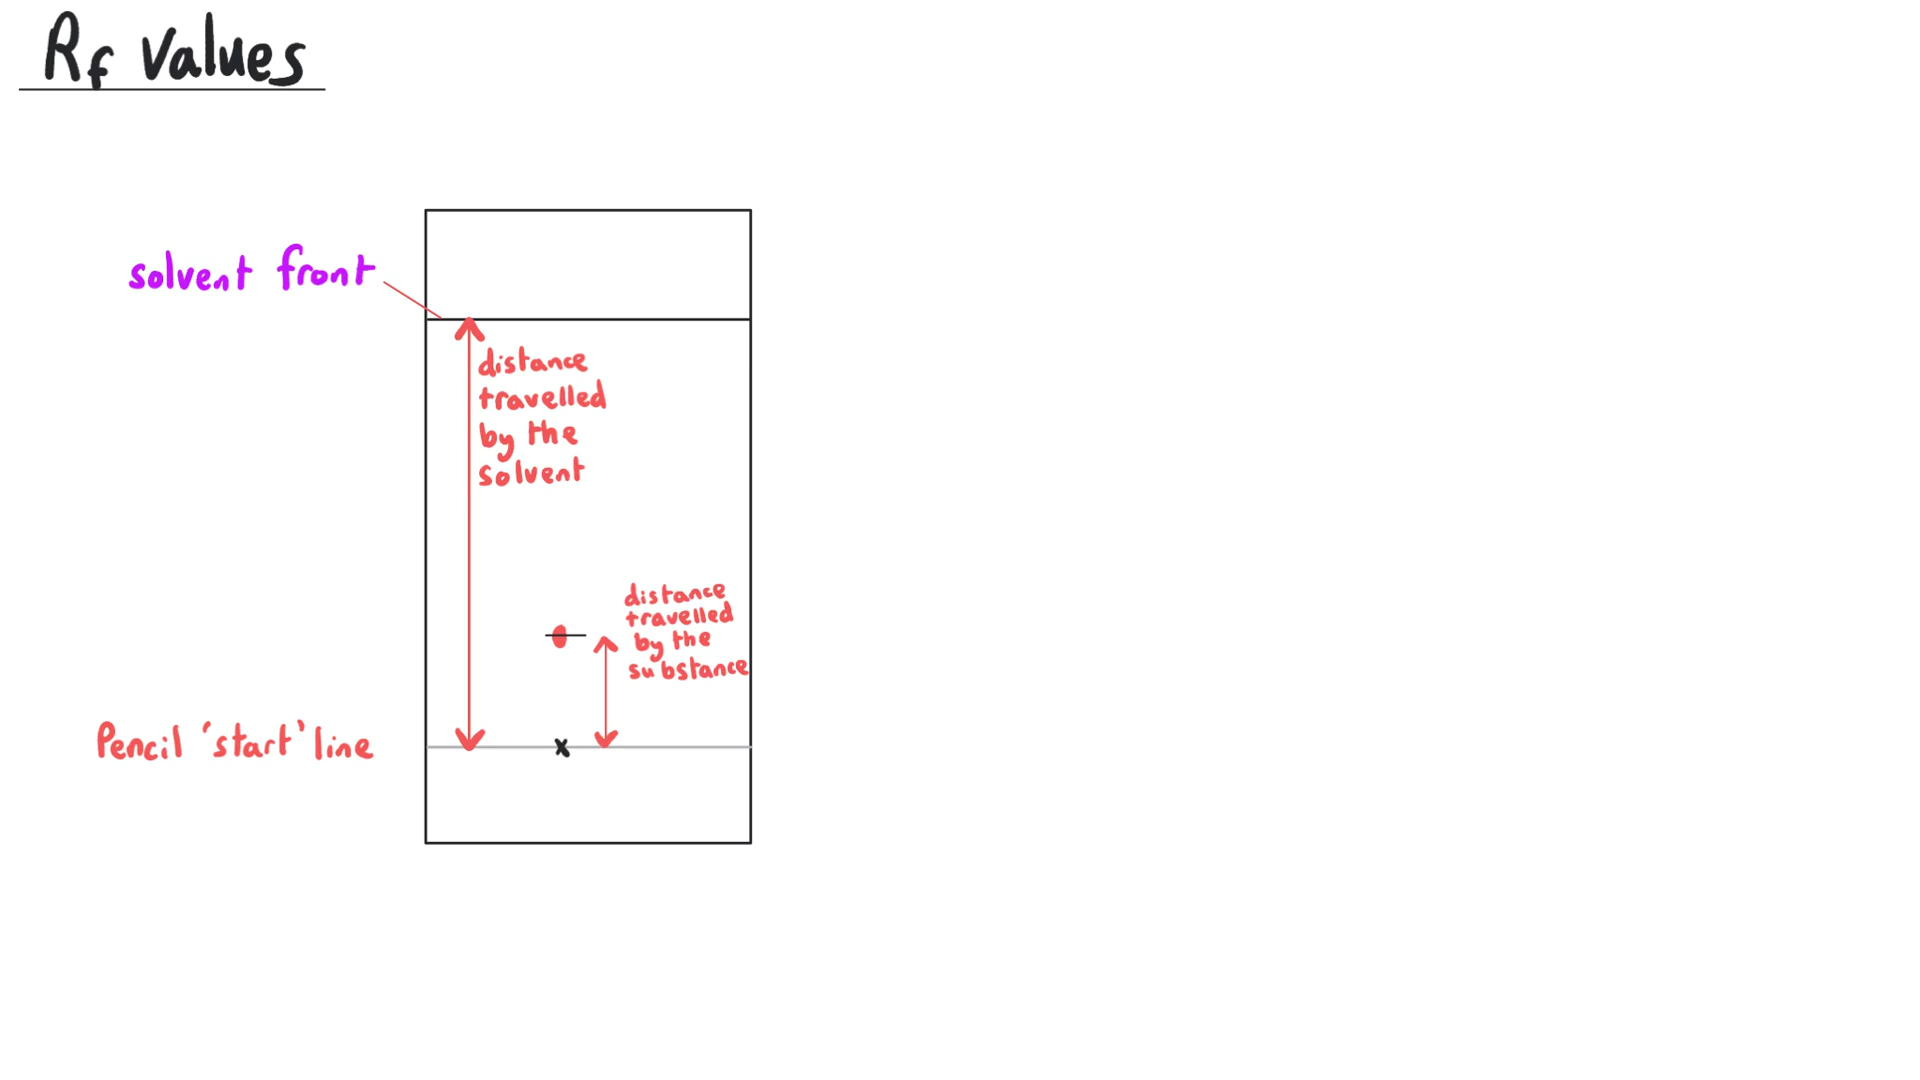 Rf Values
solvent front
distance
travelled
by the
solvent
distance
travelled
by the
substance
Pencil 'start' line
x